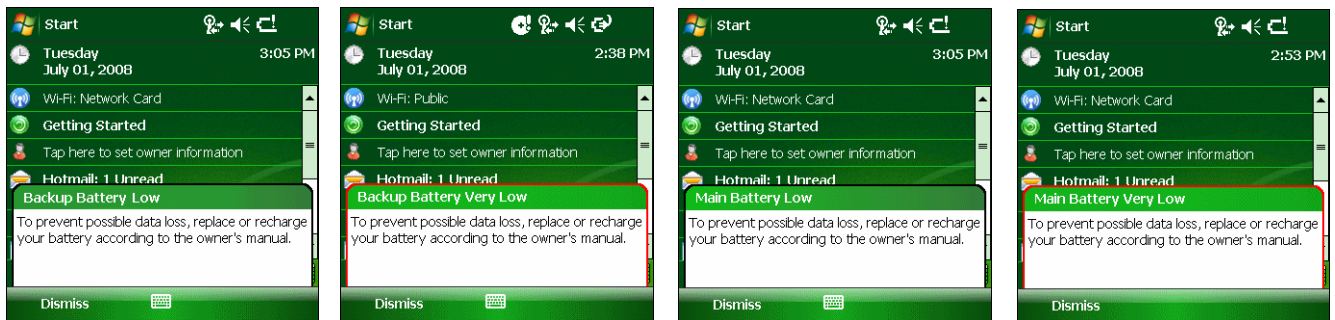 Start
Tuesday 3:05 PM
July 01, 2008
Wi-Fi: Network Card
Getting Started
Tap here to set owner information
Hotmail: 1 Unread
Backup Battery Low
To prevent possible data loss, replace or recharge
your battery according to the owner's manual.
Dismiss
Start
Tuesday 2:38 PM
July 01, 2008
Wi-Fi: Public
Getting Started
Tap here to set owner information
Hotmail: 1 Unread
Backup Battery Very Low
To prevent possible data loss, replace or recharge
your battery according to the owner's manual.
Dismiss
Start
Tuesday 3:05 PM
July 01, 2008
Wi-Fi: Network Card
Getting Started
Tap here to set owner information
Hotmail: 1 Unread
Main Battery Low
To prevent possible data loss, replace or recharge
your battery according to the owner's manual.
Dismiss
Start
Tuesday 2:53 PM
July 01, 2008
Wi-Fi: Network Card
Getting Started
Tap here to set owner information
Hotmail: 1 Unread
Main Battery Very Low
To prevent possible data loss, replace or recharge
your battery according to the owner's manual.
Dismiss